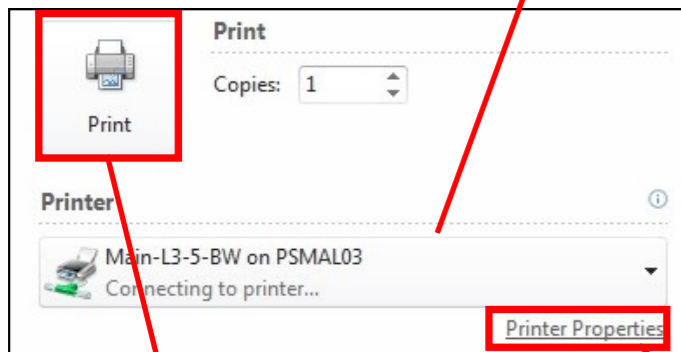 Print
Copies: 1
Print
Printer
Main-L3-5-BW on PSMAL03
Connecting to printer...
Printer Properties